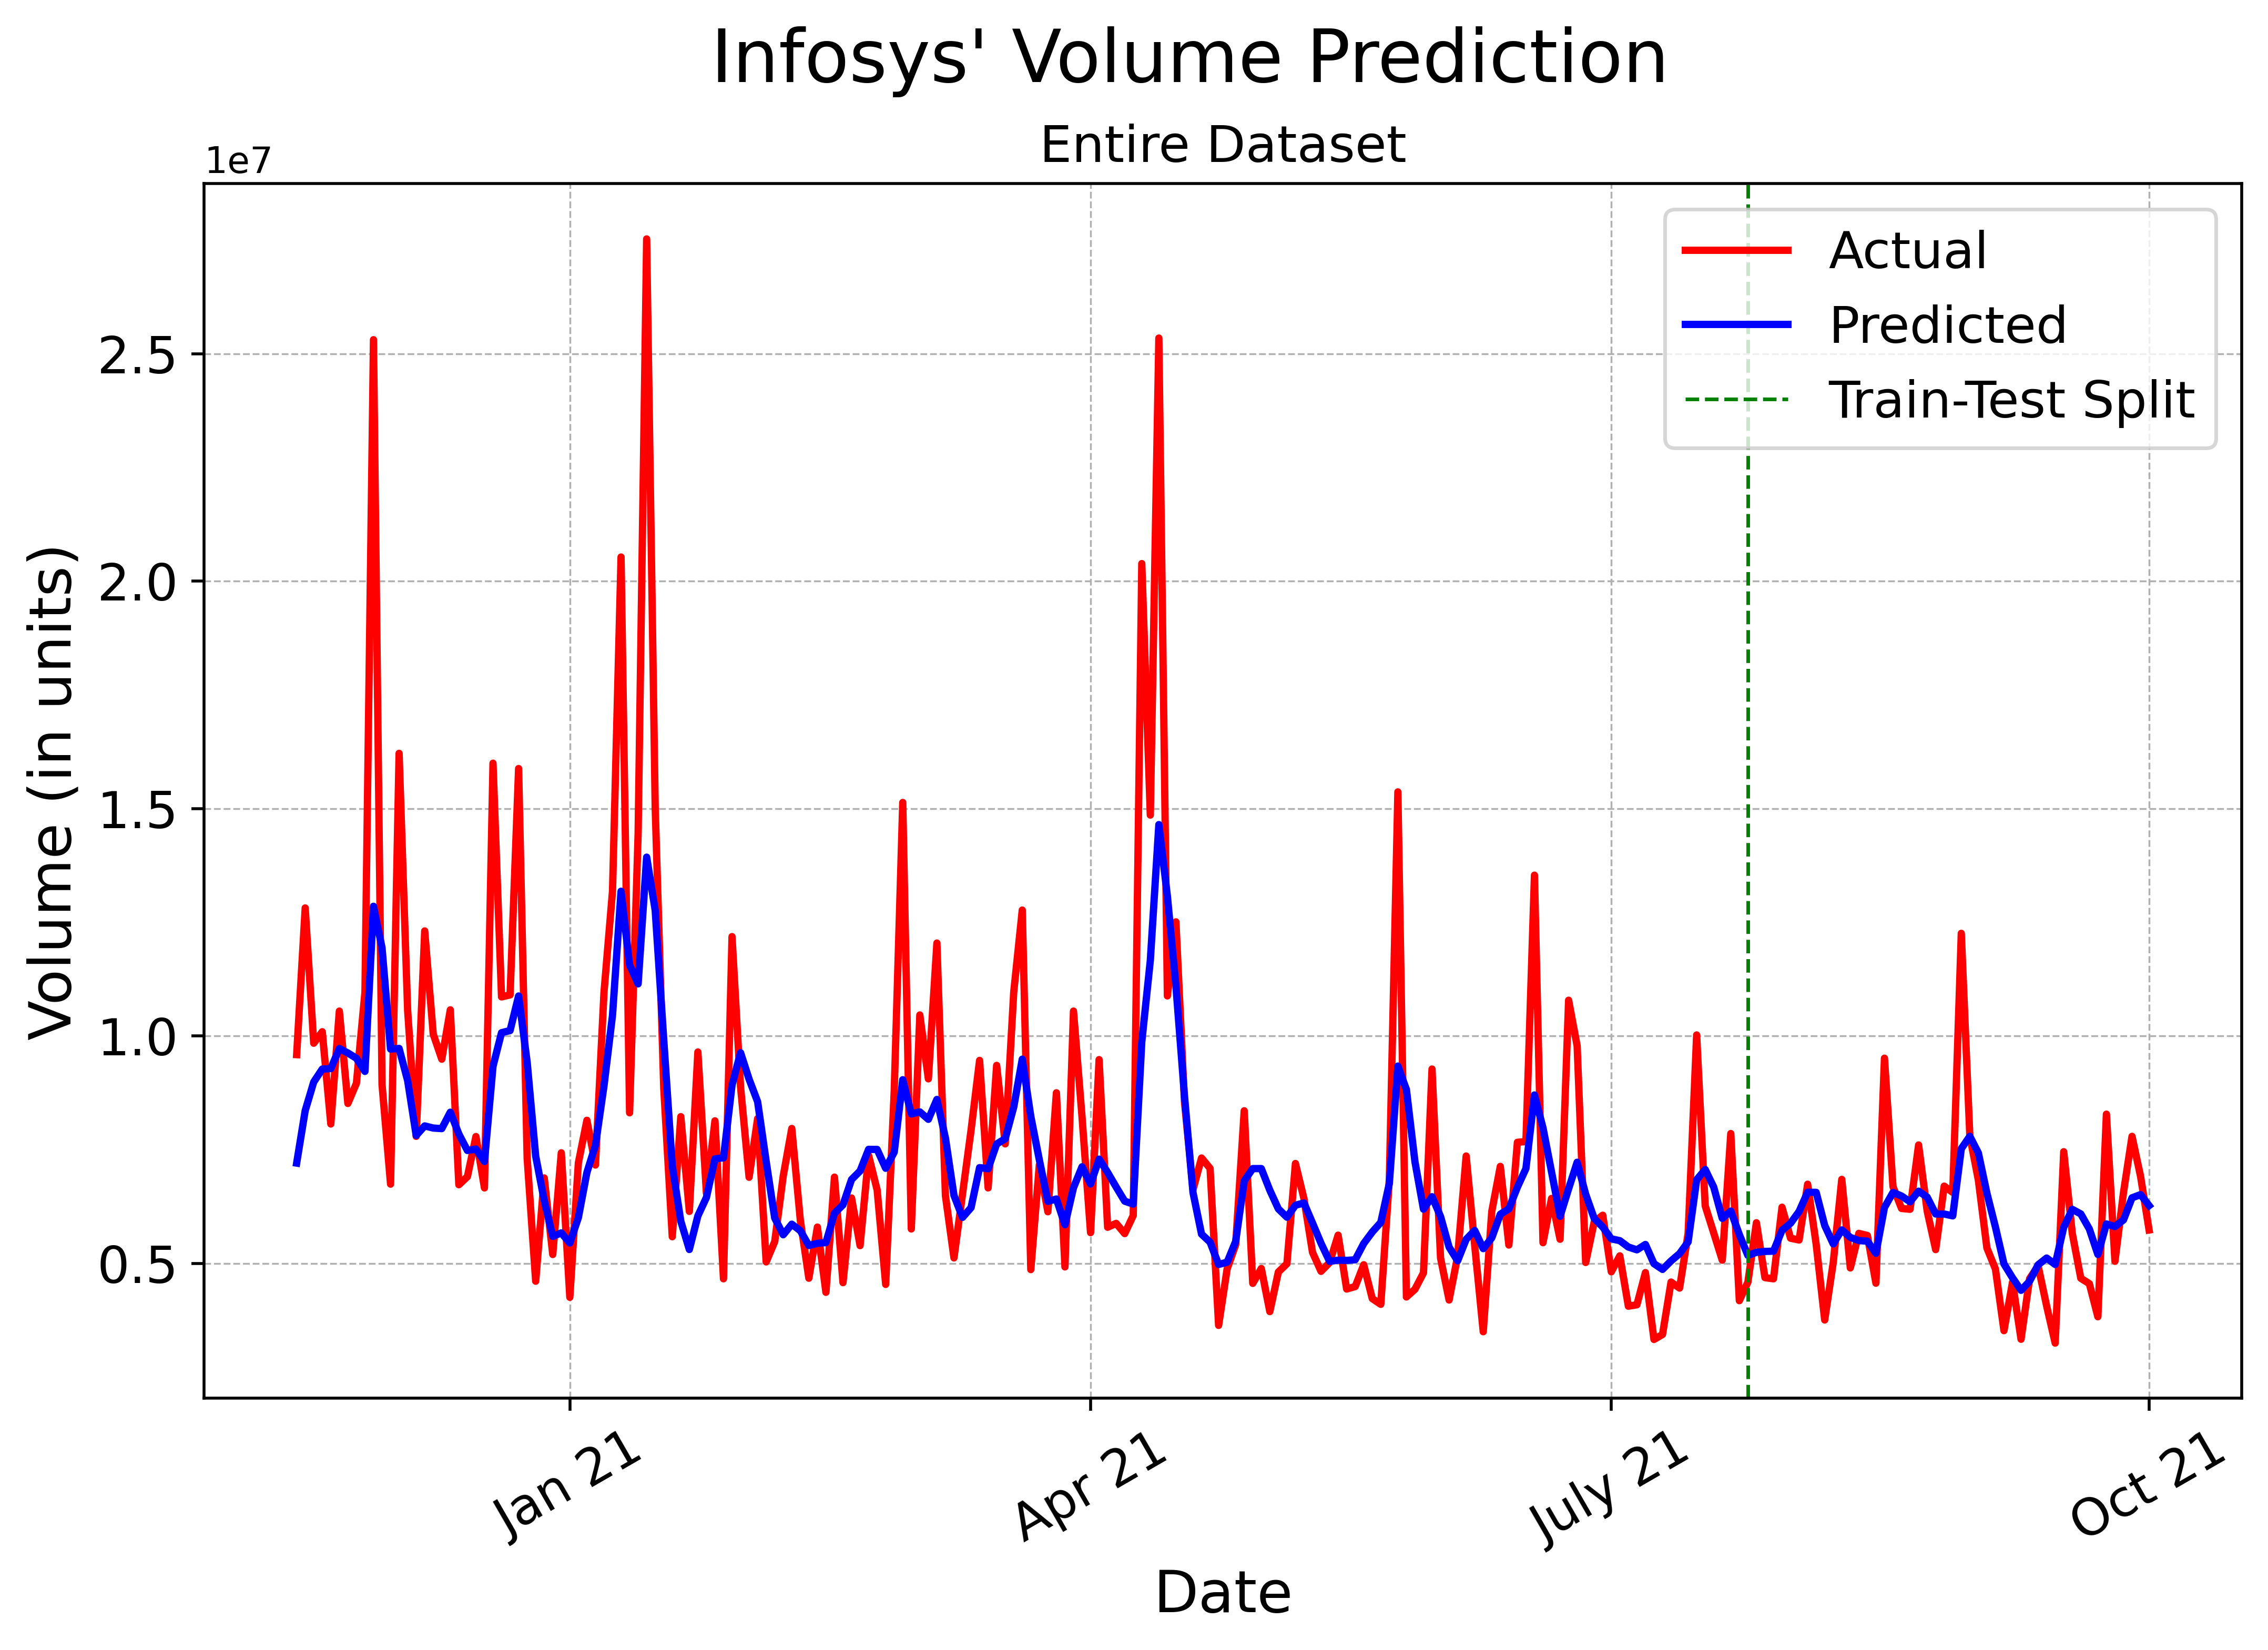 Infosys' Volume Prediction
Entire Dataset
1e7
Actual
Predicted
Train-Test Split
2.5
2.0
1.5
1.0
0.5
Volume (in units)
Jan 21
Apr 21
July 21
Oct 21
Date